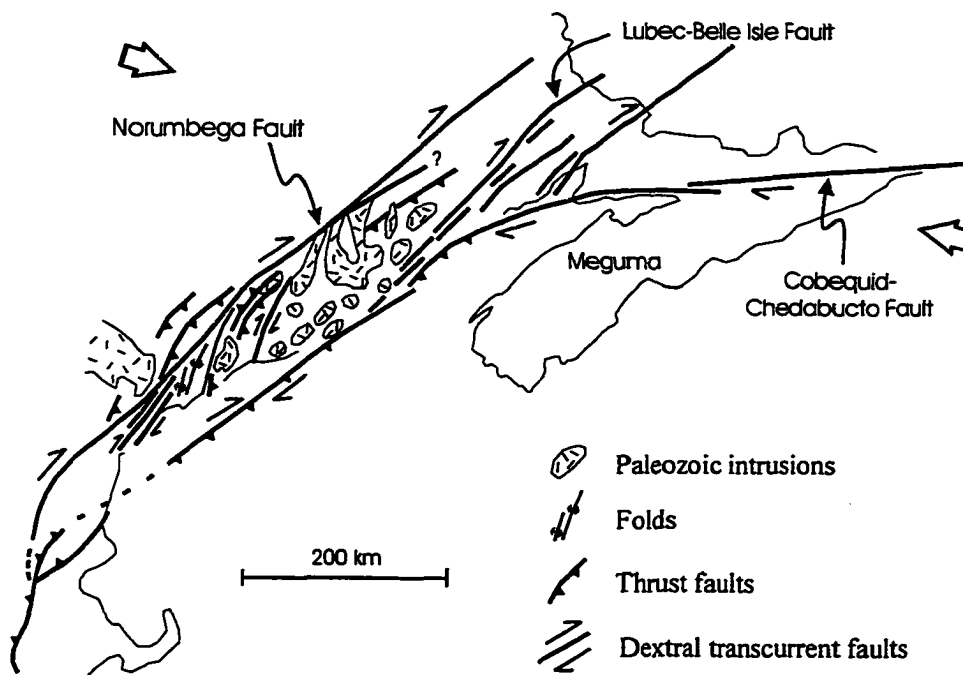 Lubec-Belle Isle Fault
Norumbega Fault
?
Meguma
Cobequid-
Chedabucto Fault
200 km
Paleozoic intrusions
Folds
Thrust faults
Dextral transcurrent faults